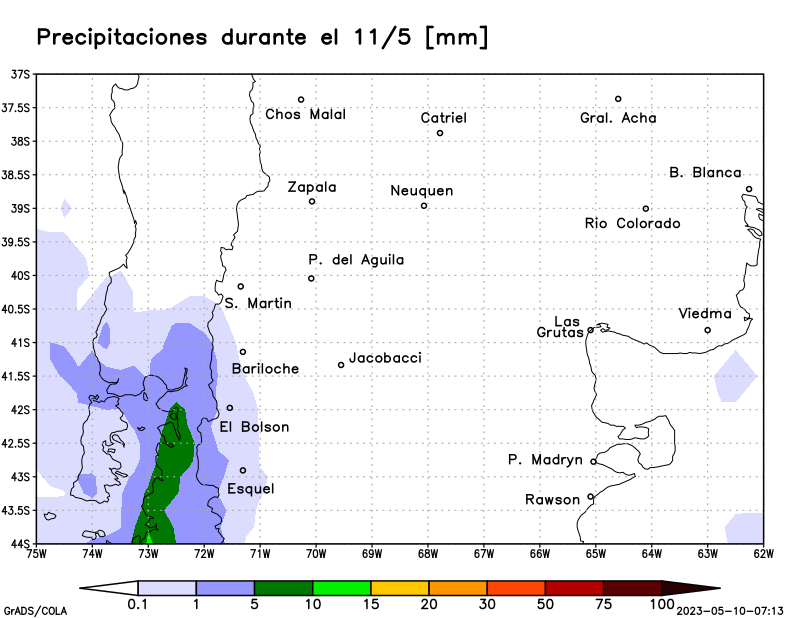 Precipitaciones durante el 11/5 [mm]
37S
37.5S
38S
38.5S
39S
39.5S
40S
40.5S
41S
41.5S
42S
42.5S
43S
43.5S
44S
Chos Malal
Gral. Acha
Catriel
B. Blanca
Zapala
Neuquen
Rio Colorado
P. del Aguila
S. Martin
Viedma
Las
Grutas
Jacobacci
Bariloche
El Bolson
P. Madryn
Esquel
Rawson
75W 74W 73W 72W 71W 70W 69W 68W 67W 66W 65W 64W 63W 62W
0.1 1 5 10 15 20 30 50 75 100
GrADS/COLA 2023-05-10-07:13